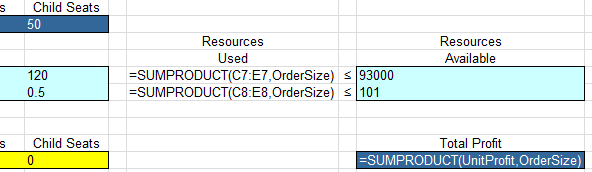 s Child Seats
50
Resources Resources
Used Available
120 =SUMPRODUCT(C7:E7,OrderSize) ≤ 93000
0.5 =SUMPRODUCT(C8:E8,OrderSize) ≤ 101
s Child Seats Total Profit
0 =SUMPRODUCT(UnitProfit,OrderSize)